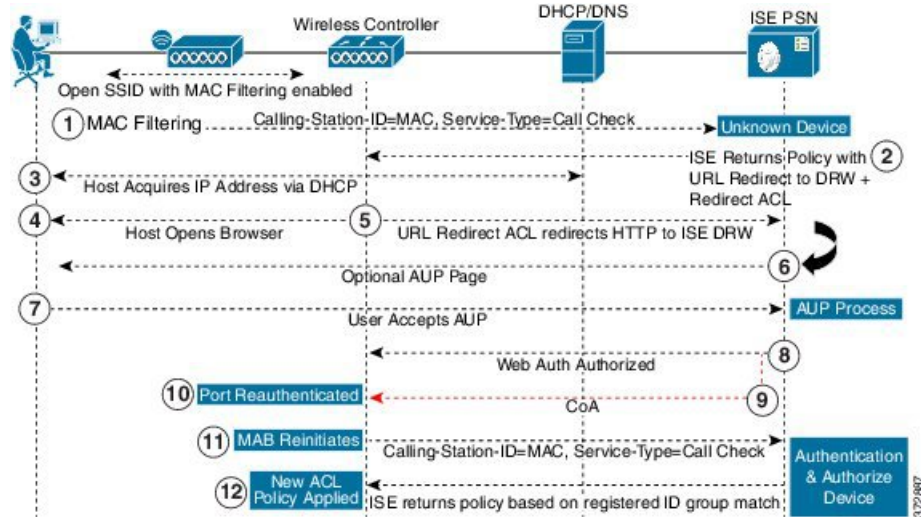 Wireless Controller
DHCP/DNS
ISE PSN
Open SSID with MAC Filtering enabled
1
MAC Filtering
Calling-Station-ID=MAC, Service-Type=Call Check
Unknown Device
2
ISE Returns Policy with
URL Redirect to DRW +
Redirect ACL
3
Host Acquires IP Address via DHCP
4
Host Opens Browser
5
URL Redirect ACL redirects HTTP to ISE DRW
6
Optional AUP Page
7
User Accepts AUP
AUP Process
8
Web Auth Authorized
9
10
Port Reauthenticated
CoA
11
MAB Reinitiates
Calling-Station-ID=MAC, Service-Type=Call Check
Authentication
& Authorize
Device
12
New ACL
Policy Applied
ISE returns policy based on registered ID group match